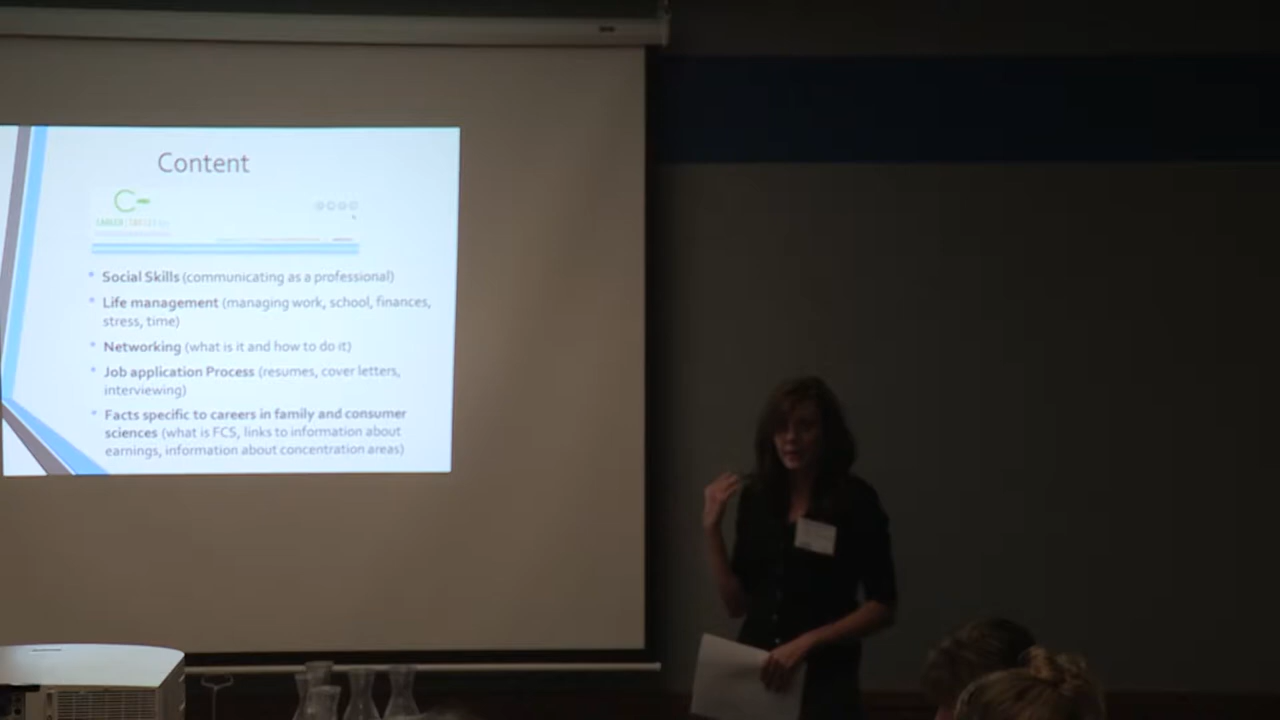 Content
Social Skills (communicating as a professional)
Life management (managing work, school, finances,
stress, time)
Networking (what is it and how to do it)
Job application Process (resumes, cover letters,
interviewing)
Facts specific to careers in family and consumer
sciences (what is FCS, links to information about
earnings, information about concentration areas)